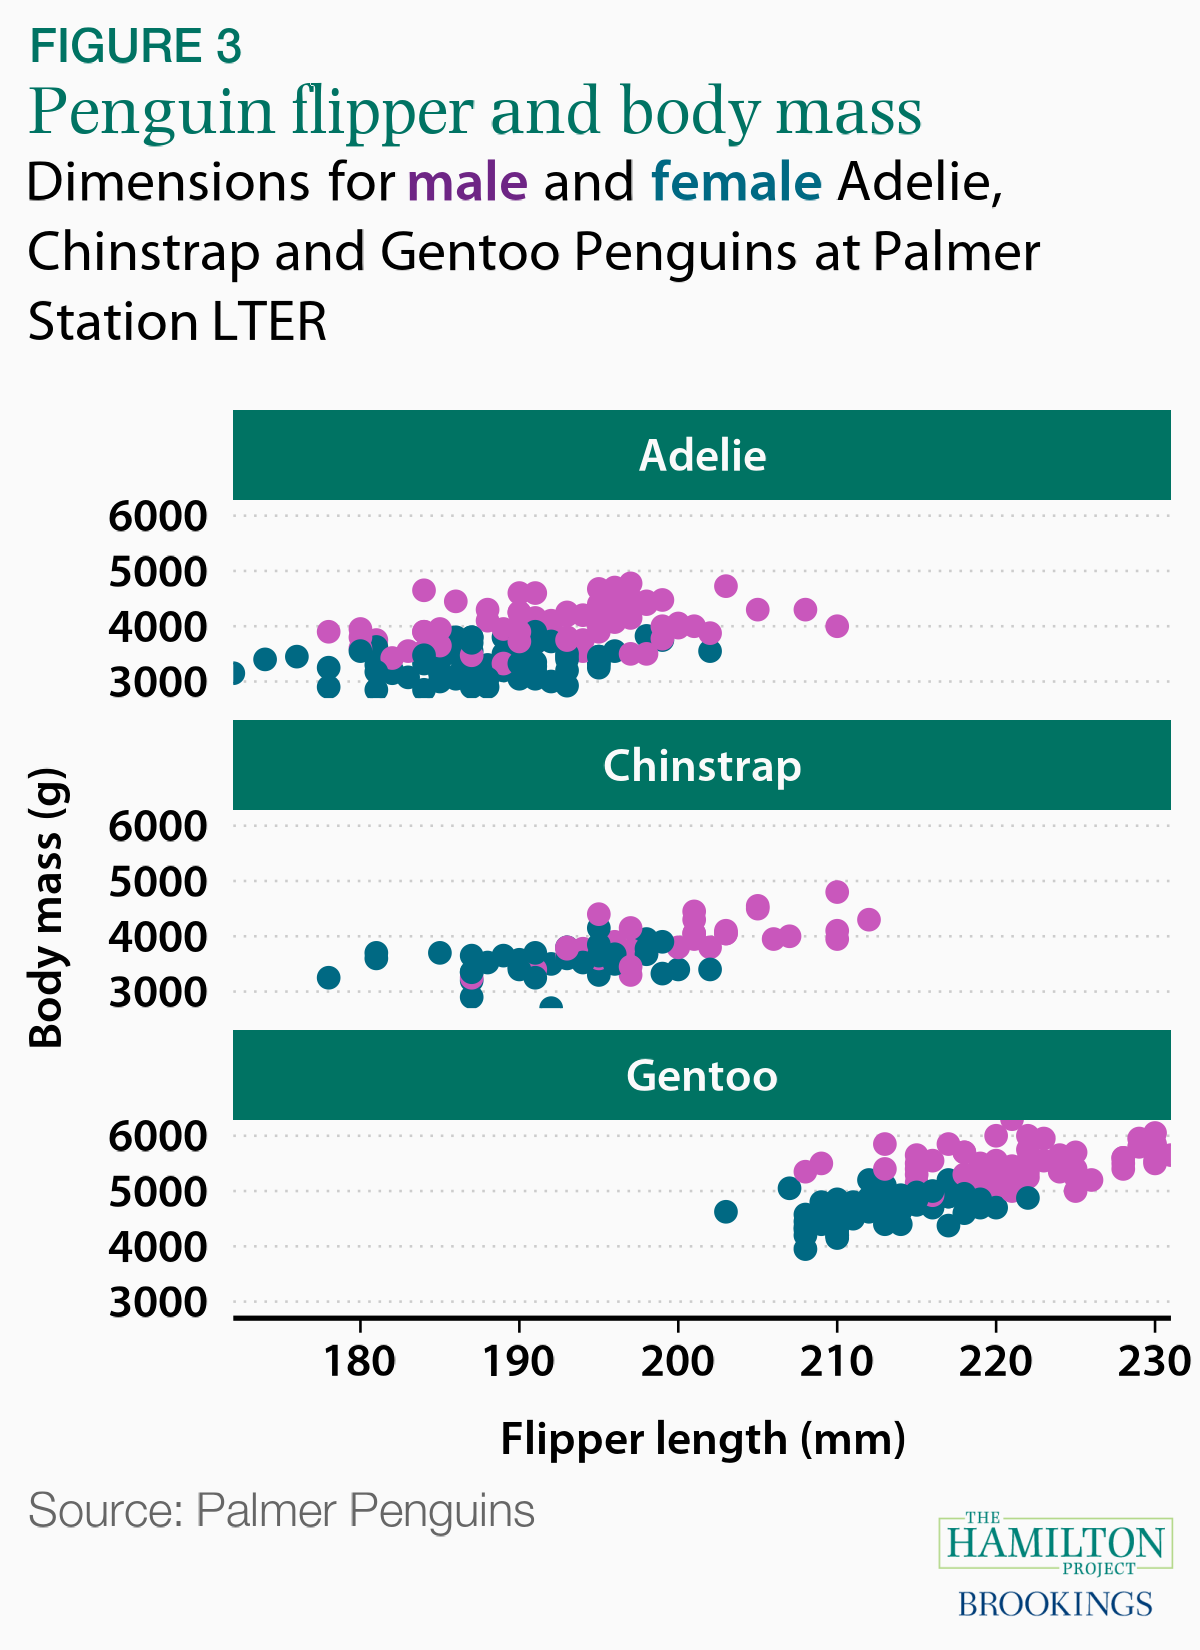 FIGURE 3
Penguin flipper and body mass
Dimensions for male and female Adelie,
Chinstrap and Gentoo Penguins at Palmer
Station LTER
Adelie
6000
5000
4000
3000
Chinstrap
6000
5000
4000
3000
Gentoo
6000
5000
4000
3000
Body mass (g)
180 190 200 210 220 230
Flipper length (mm)
Source: Palmer Penguins
THE
HAMILTON
PROJECT
BROOKINGS